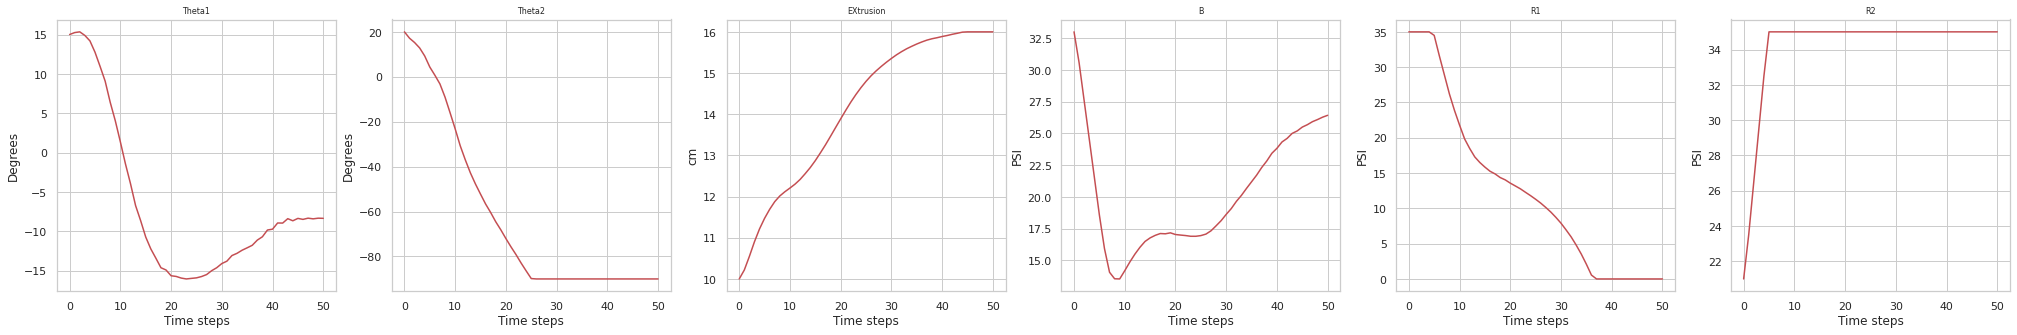 Theta1
Degrees
15
10
5
0
−5
−10
−15
0 10 20 30 40 50
Time steps
Theta2
Degrees
20
0
−20
−40
−60
−80
0 10 20 30 40 50
Time steps
EXtrusion
cm
16
15
14
13
12
11
10
0 10 20 30 40 50
Time steps
B
PSI
32.5
30.0
27.5
25.0
22.5
20.0
17.5
15.0
0 10 20 30 40 50
Time steps
R1
PSI
35
30
25
20
15
10
5
0
0 10 20 30 40 50
Time steps
R2
PSI
34
32
30
28
26
24
22
0 10 20 30 40 50
Time steps